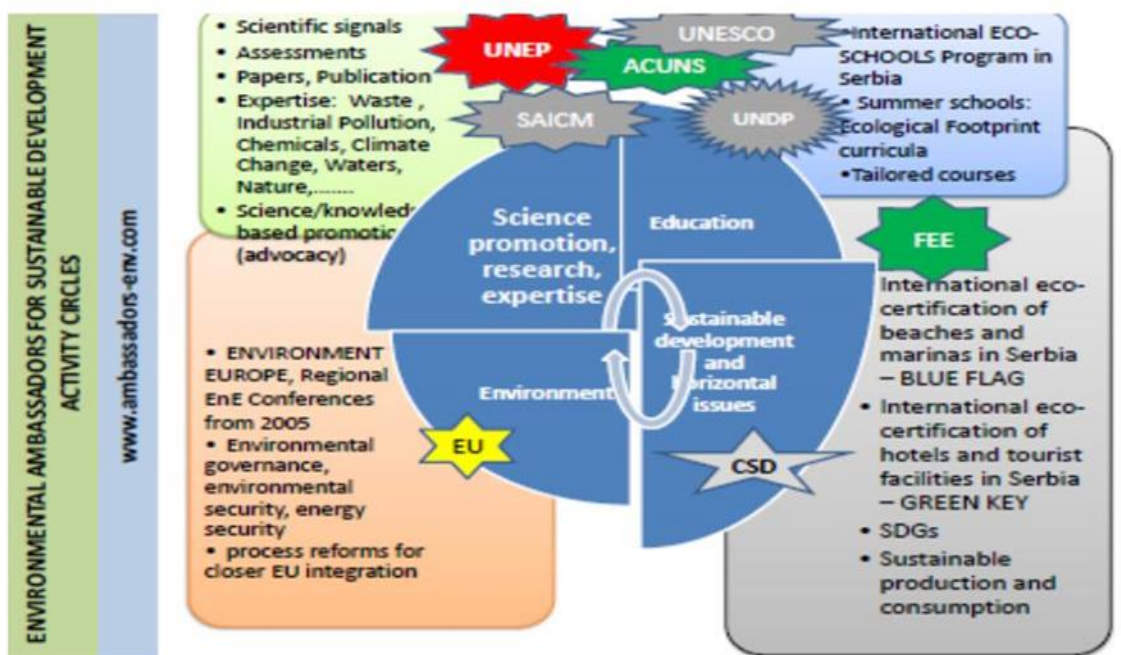 ENVIRONMENTAL AMBASSADORS FOR SUSTAINABLE DEVELOPMENT
ACTIVITY CIRCLES
www.ambassadors-env.com
• Scientific signals
• Assessments
• Papers, Publication
• Expertise: Waste ,
Industrial Pollution,
Chemicals, Climate
Change, Waters,
Nature,........
• Science/knowled
based promotio
(advocacy)
UNEP
UNESCO
ACUNS
SAICM
UNDP
•International ECO-
SCHOOLS Program in
Serbia
• Summer schools:
Ecological Footprint
curricula
•Tailored courses
Science
promotion,
research,
expertise
Education
Environment
Sustainable
development
and
horizontal
issues
• ENVIRONMENT
EUROPE, Regional
EnE Conferences
from 2005
• Environmental
governance,
environmental
security, energy
security
• process reforms for
closer EU integration
EU
CSD
FEE
International eco-
certification of
beaches and
marinas in Serbia
– BLUE FLAG
• International eco-
certification of
hotels and tourist
facilities in Serbia
– GREEN KEY
• SDGs
• Sustainable
production and
consumption